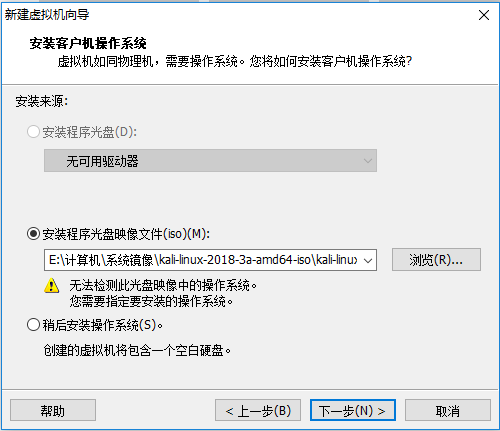 新建虚拟机向导
安装客户机操作系统
虚拟机如同物理机，需要操作系统。您将如何安装客户机操作系统?
安装来源:
安装程序光盘(D):
无可用驱动器
安装程序光盘映像文件(iso)(M):
E:\计算机\系统镜像\kali-linux-2018-3a-amd64-iso\kali-linux
浏览(R)...
无法检测此光盘映像中的操作系统。
您需要指定要安装的操作系统。
稍后安装操作系统(S)。
创建的虚拟机将包含一个空白硬盘。
帮助
< 上一步(B)
下一步(N) >
取消